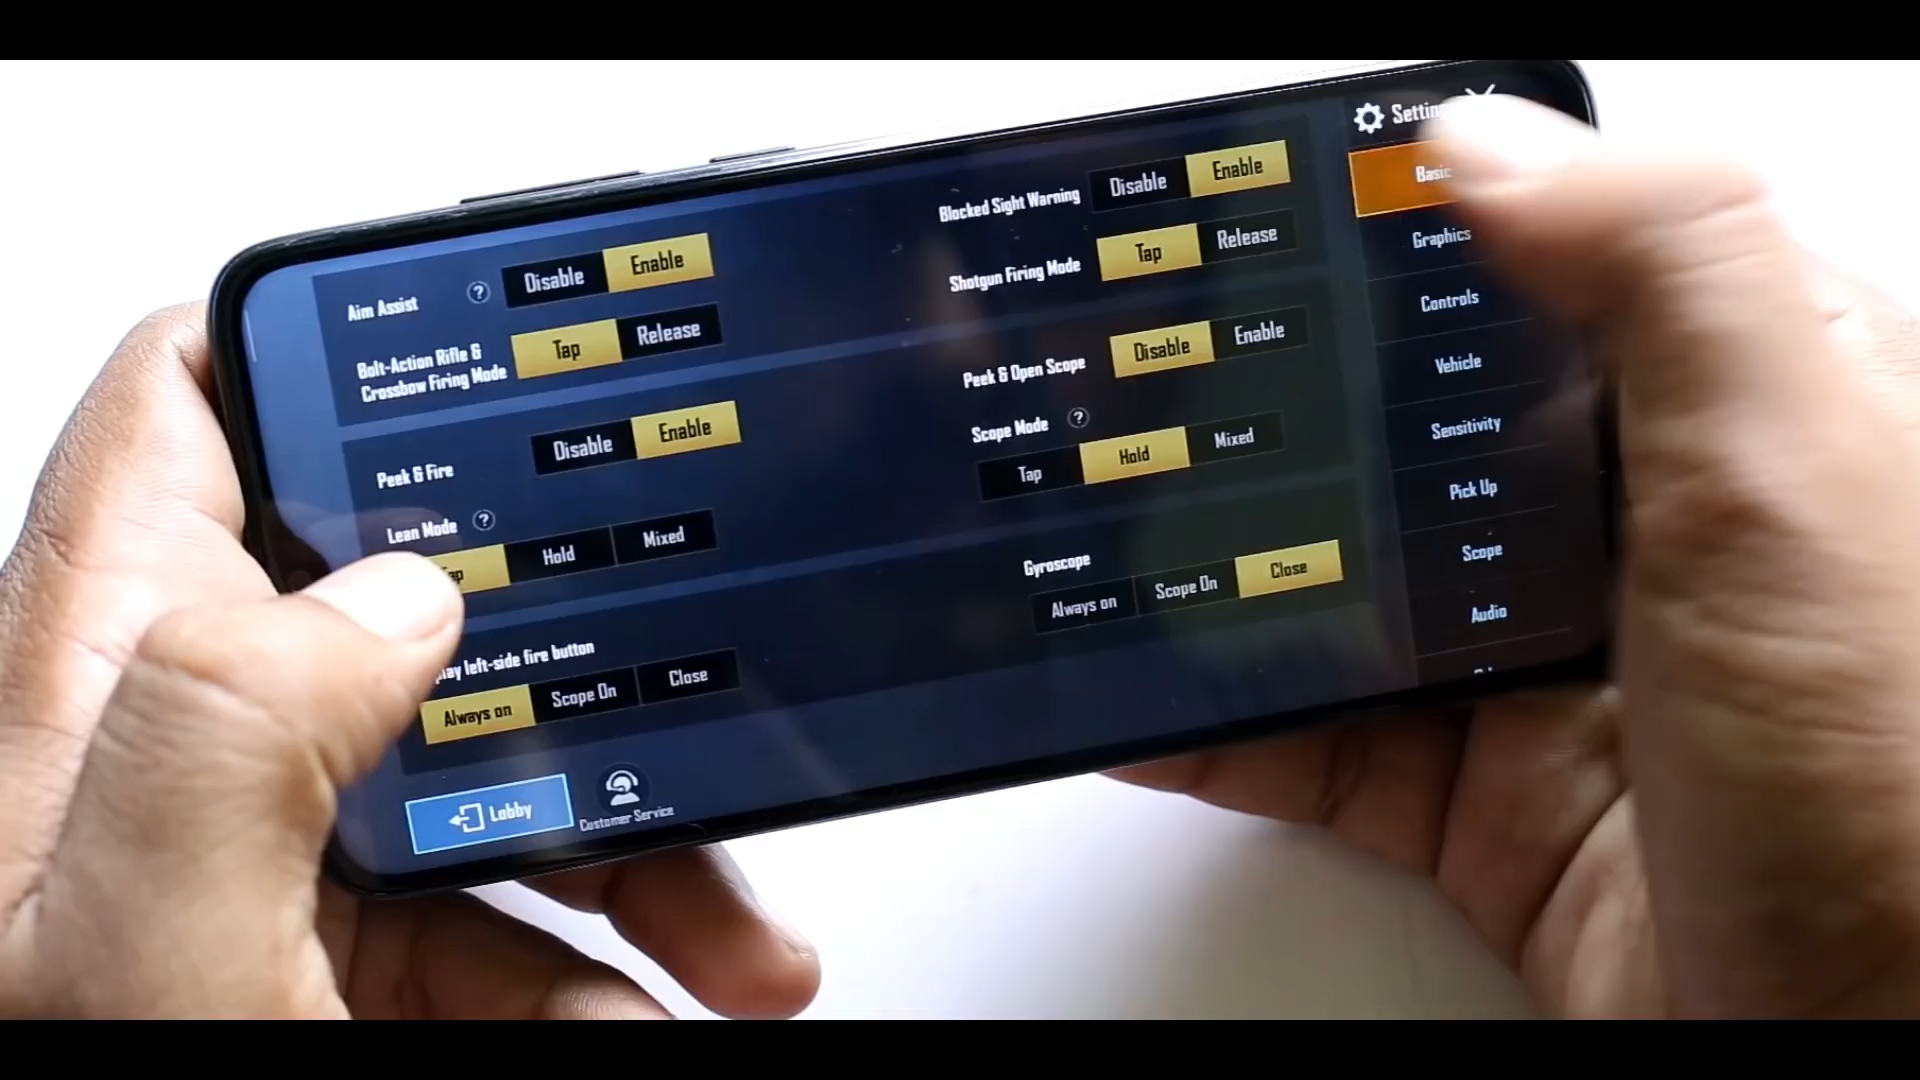 Aim Assist ? Disable Enable
Bolt-Action Rifle &
Crossbow Firing Mode Tap Release
Peek & Fire Disable Enable
Lean Mode ?
Hold Mixed
left-side fire button
Always on Scope On Close
Blocked Sight Warning Disable Enable
Shotgun Firing Mode Tap Release
Peek & Open Scope Disable Enable
Scope Mode ?
Tap Hold Mixed
Gyroscope
Always on Scope On Close
Lobby
Customer Service
Basic
Graphics
Controls
Vehicle
Sensitivity
Pick Up
Scope
Audio